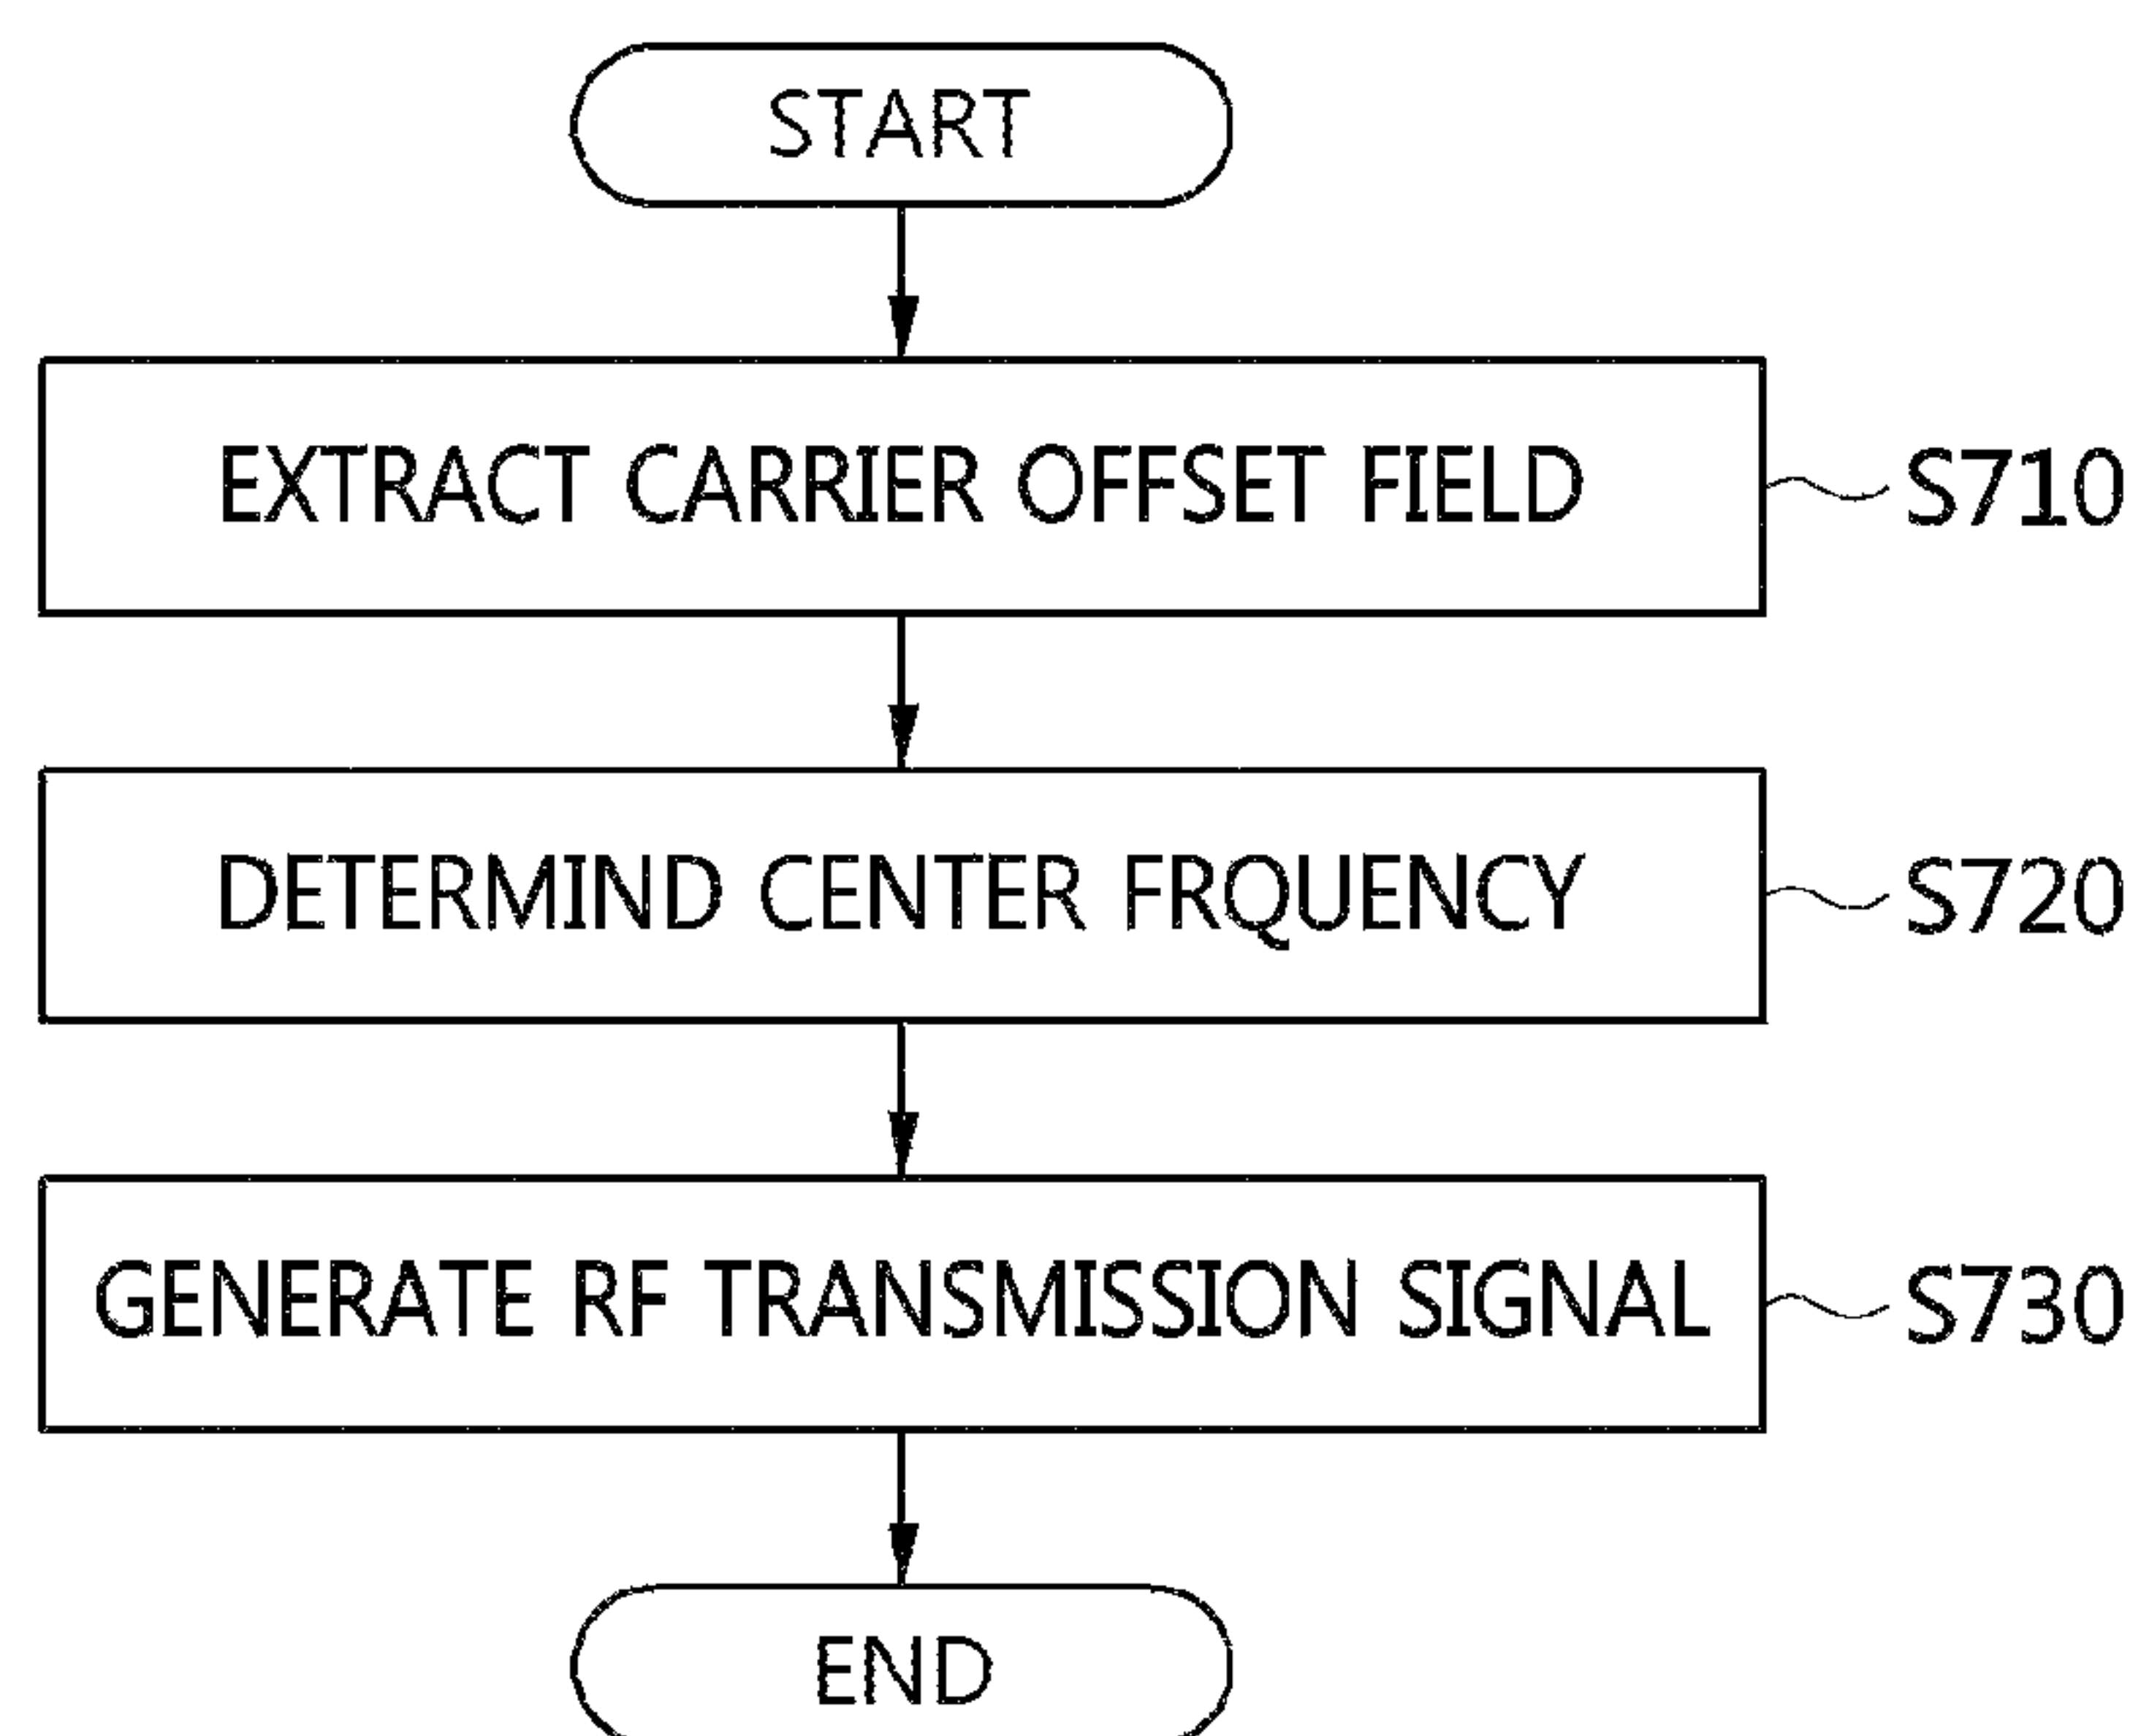 START
EXTRACT CARRIER OFFSET FIELD
S710
DETERMIND CENTER FRQUENCY
S720
GENERATE RF TRANSMISSION SIGNAL
S730
END